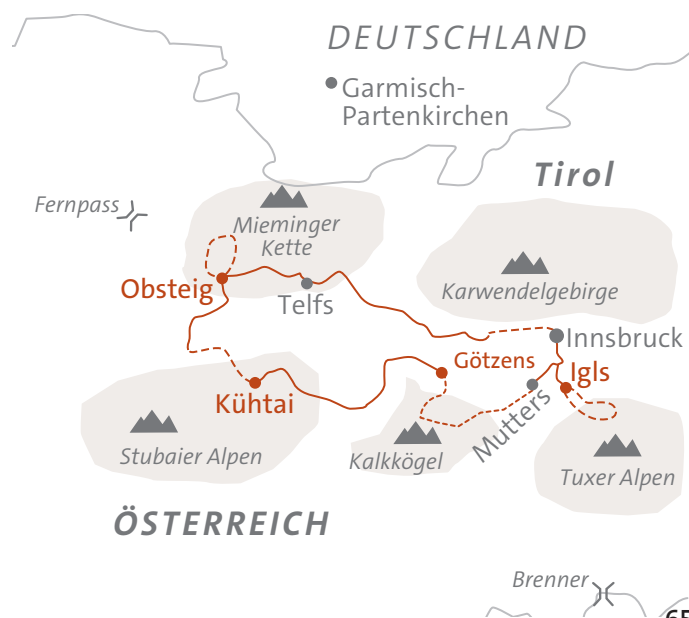 DEUTSCHLAND
Garmisch-
Partenkirchen
Tirol
Fernpass
Mieminger
Kette
Obsteig
Telfs
Karwendelgebirge
Innsbruck
Götzens
Igls
Kühtai
Mutters
Stubaier Alpen
Kalkkögel
Tuxer Alpen
ÖSTERREICH
Brenner